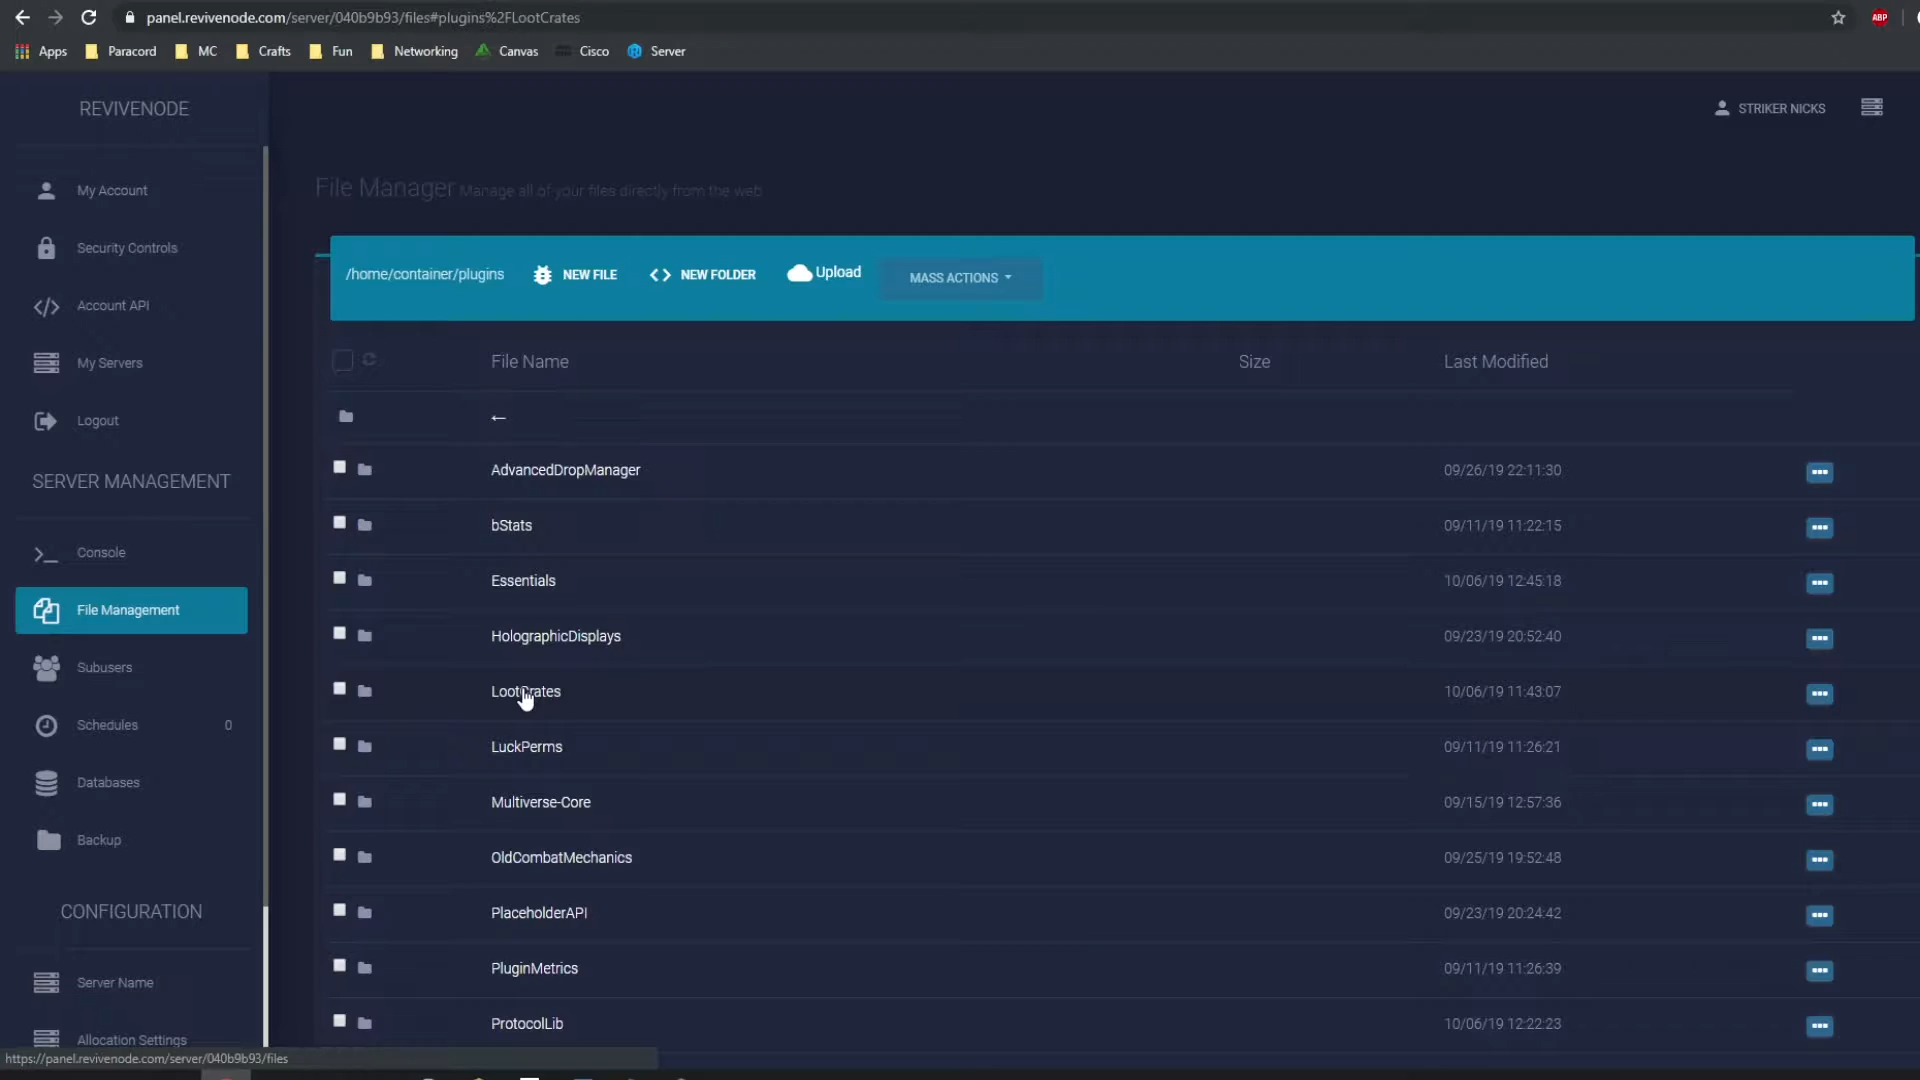 panel.revivenode.com/server/040b9b93/files#plugins%2FLootCrates
ABP
Apps Paracord MC Crafts Fun Networking Canvas Cisco Server
REVIVENODE
STRIKER NICKS
My Account
Security Controls
Account API
My Servers
Logout
SERVER MANAGEMENT
Console
File Management
Subusers
Schedules 0
Databases
Backup
CONFIGURATION
Server Name
Allocation Settings
File Manager Manage all of your files directly from the web
/home/container/plugins NEW FILE NEW FOLDER Upload MASS ACTIONS
File Name Size Last Modified
←
AdvancedDropManager 09/26/19 22:11:30
bStats 09/11/19 11:22:15
Essentials 10/06/19 12:45:18
HolographicDisplays 09/23/19 20:52:40
LootCrates 10/06/19 11:43:07
LuckPerms 09/11/19 11:26:21
Multiverse-Core 09/15/19 12:57:36
OldCombatMechanics 09/25/19 19:52:48
PlaceholderAPI 09/23/19 20:24:42
PluginMetrics 09/11/19 11:26:39
ProtocolLib 10/06/19 12:22:23
https://panel.revivenode.com/server/040b9b93/files